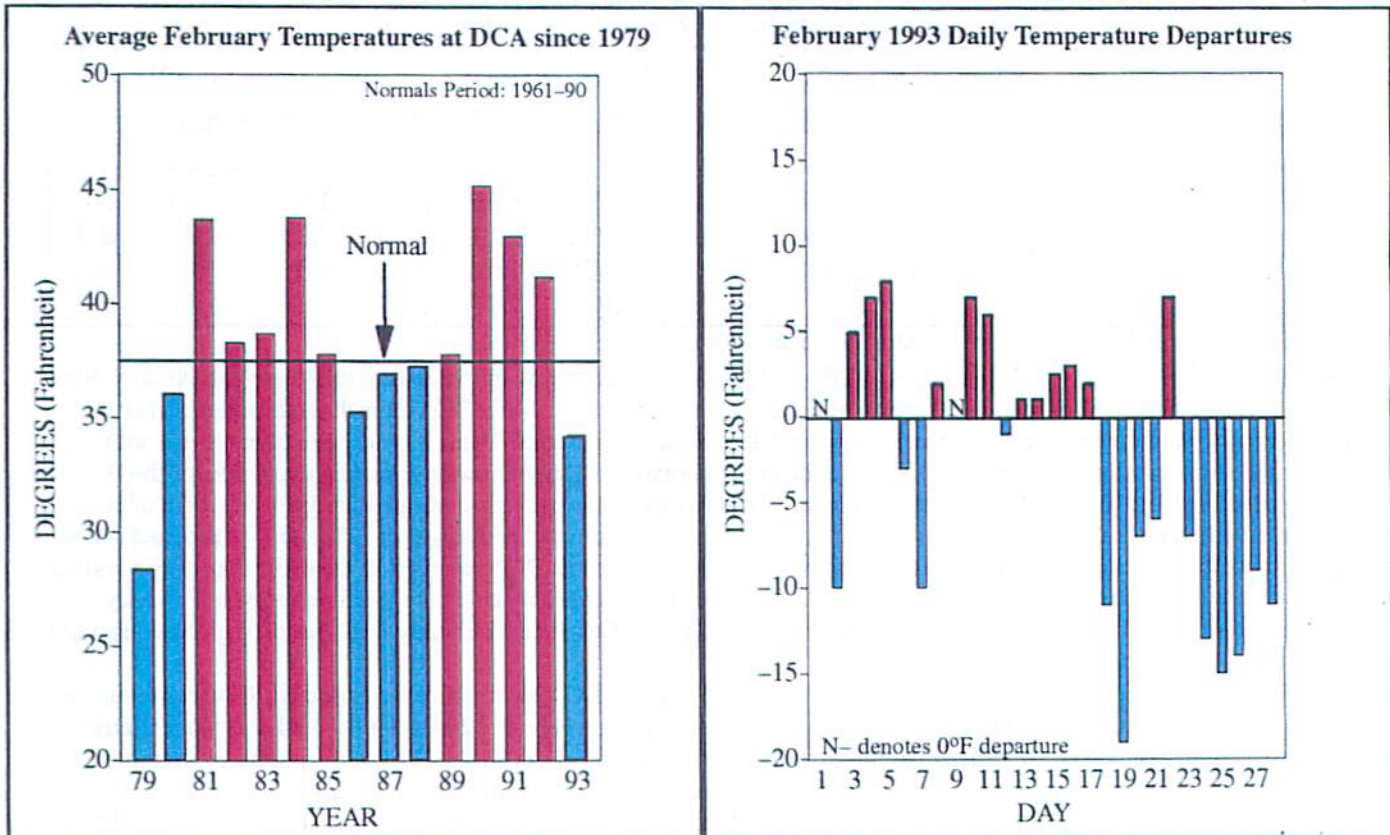 Average February Temperatures at DCA since 1979
50
Normals Period: 1961–90
45
Normal
40
35
30
25
20
DEGREES (Fahrenheit)
79 81 83 85 87 89 91 93
YEAR
February 1993 Daily Temperature Departures
20
15
10
5
N N
0
−5
−10
−15
−20
N– denotes 0°F departure
DEGREES (Fahrenheit)
1 3 5 7 9 11 13 15 17 19 21 23 25 27
DAY